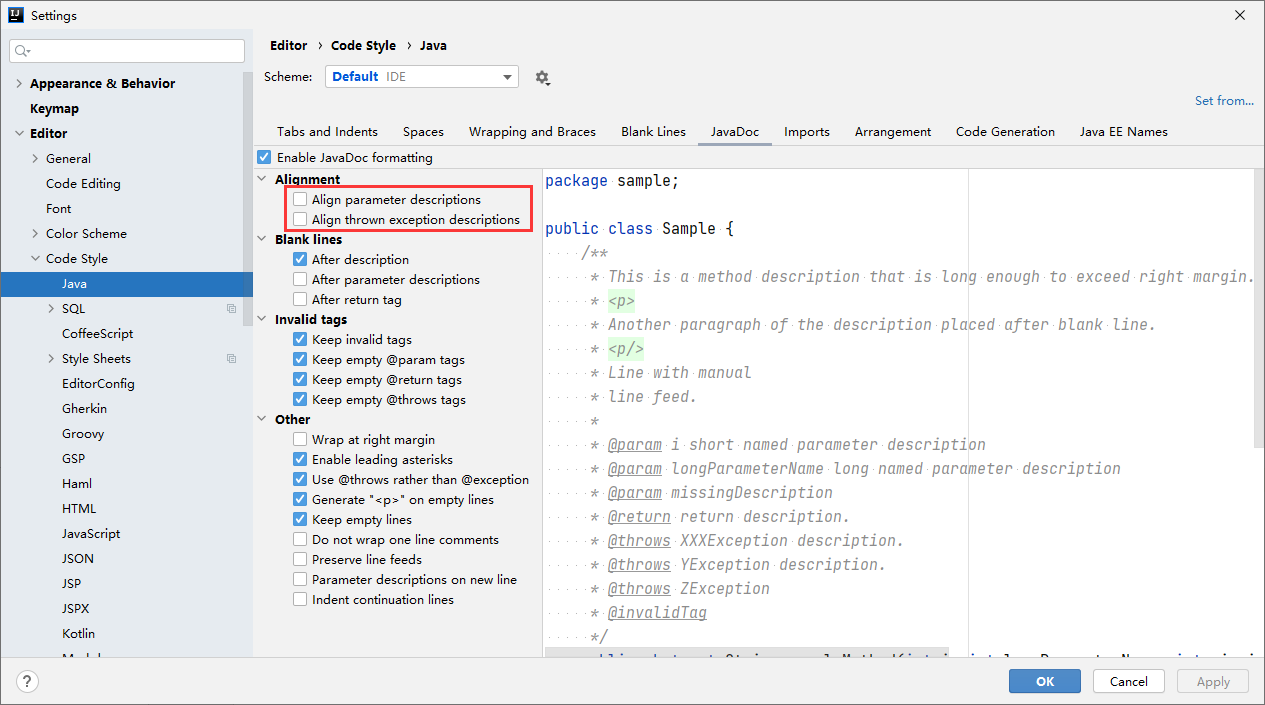 Settings
Editor › Code Style › Java
Scheme: Default IDE
Set from...
Appearance & Behavior
Keymap
Editor
General
Code Editing
Font
Color Scheme
Code Style
Java
SQL
CoffeeScript
Style Sheets
EditorConfig
Gherkin
Groovy
GSP
Haml
HTML
JavaScript
JSON
JSP
JSPX
Kotlin
Tabs and Indents Spaces Wrapping and Braces Blank Lines JavaDoc Imports Arrangement Code Generation Java EE Names
Enable JavaDoc formatting
Alignment
Align parameter descriptions
Align thrown exception descriptions
Blank lines
After description
After parameter descriptions
After return tag
Invalid tags
Keep invalid tags
Keep empty @param tags
Keep empty @return tags
Keep empty @throws tags
Other
Wrap at right margin
Enable leading asterisks
Use @throws rather than @exception
Generate "<p>" on empty lines
Keep empty lines
Do not wrap one line comments
Preserve line feeds
Parameter descriptions on new line
Indent continuation lines
package sample;
public class Sample {
/**
* This is a method description that is long enough to exceed right margin.
* <p>
* Another paragraph of the description placed after blank line.
* <p/>
* Line with manual
* line feed.
*
* @param i short named parameter description
* @param longParameterName long named parameter description
* @param missingDescription
* @return return description.
* @throws XXXException description.
* @throws YException description.
* @throws ZException
* @invalidTag
*/
?
OK Cancel Apply